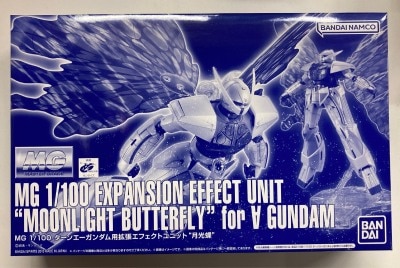 BANDAI NAMCO
MG
MG 1/100 EXPANSION EFFECT UNIT
"MOONLIGHT BUTTERFLY" for ∀ GUNDAM
MG 1/100 ターンエーガンダム用拡張エフェクトユニット"月光蝶"
BAN
DAI